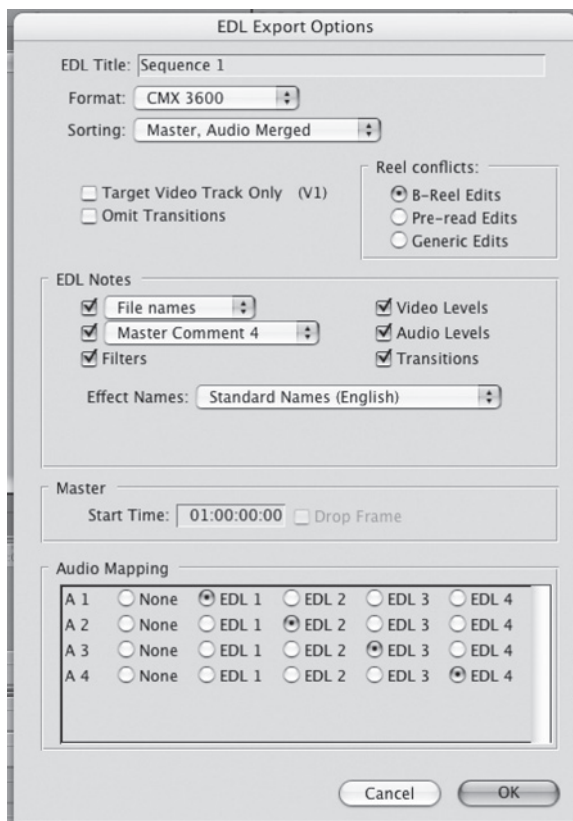 EDL Export Options
EDL Title: Sequence 1
Format: CMX 3600
Sorting: Master, Audio Merged
Reel conflicts:
Target Video Track Only (V1)
B-Reel Edits
Omit Transitions
Pre-read Edits
Generic Edits
EDL Notes
File names
Video Levels
Master Comment 4
Audio Levels
Filters
Transitions
Effect Names: Standard Names (English)
Master
Start Time: 01:00:00:00 Drop Frame
Audio Mapping
A 1 None EDL 1 EDL 2 EDL 3 EDL 4
A 2 None EDL 1 EDL 2 EDL 3 EDL 4
A 3 None EDL 1 EDL 2 EDL 3 EDL 4
A 4 None EDL 1 EDL 2 EDL 3 EDL 4
Cancel OK